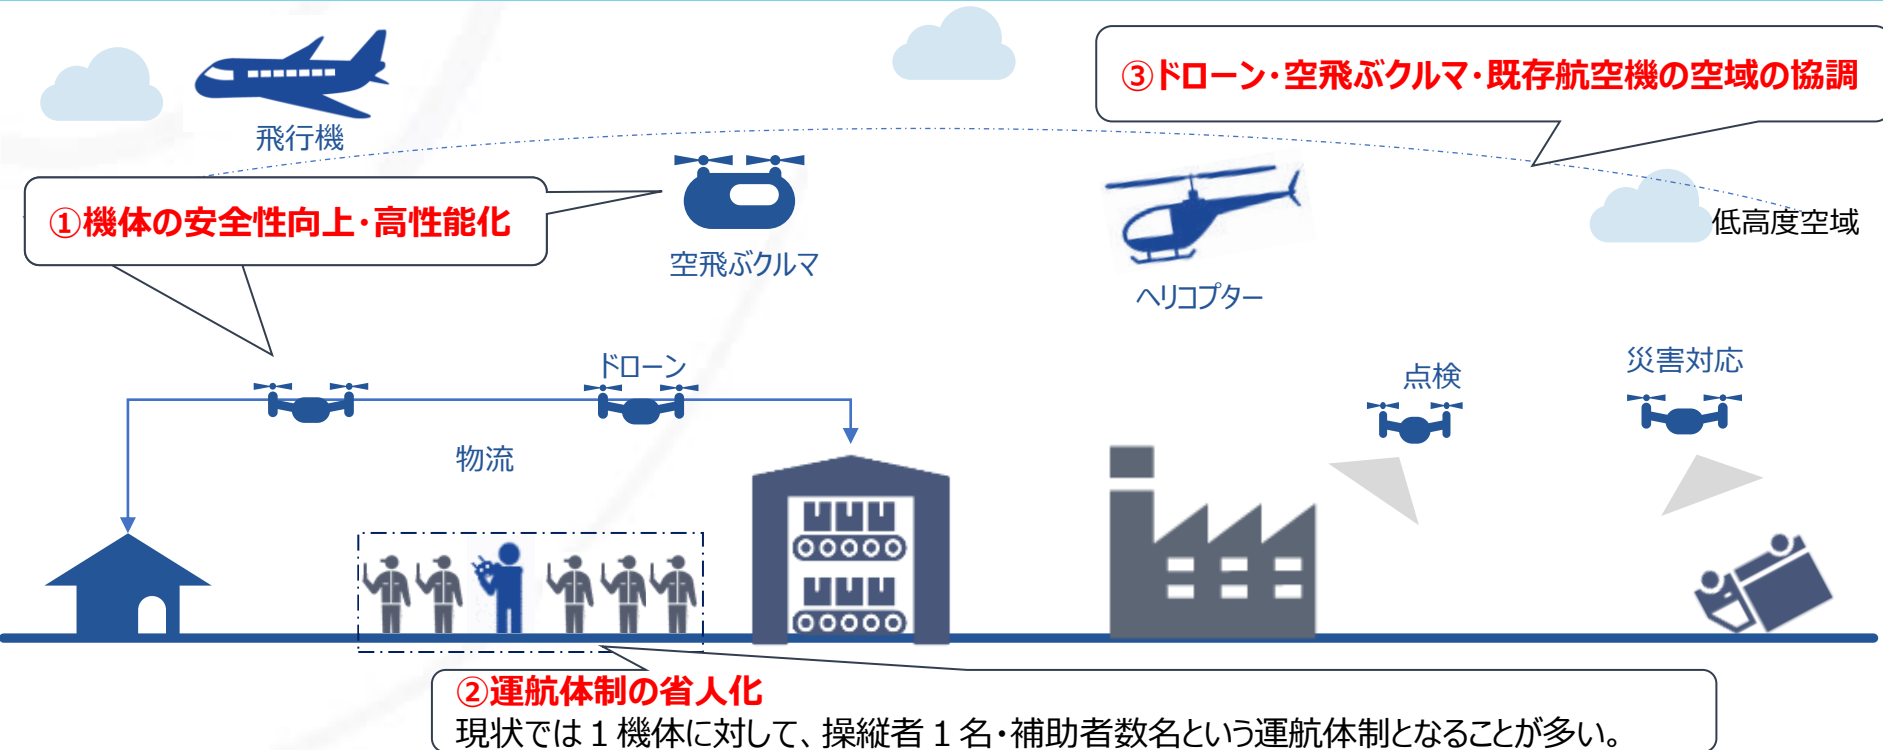 ③ドローン・空飛ぶクルマ・既存航空機の空域の協調
飛行機
①機体の安全性向上・高性能化
低高度空域
空飛ぶクルマ
ヘリコプター
ドローン
点検
災害対応
物流
②運航体制の省人化
現状では1機体に対して、操縦者1名・補助者数名という運航体制となることが多い。